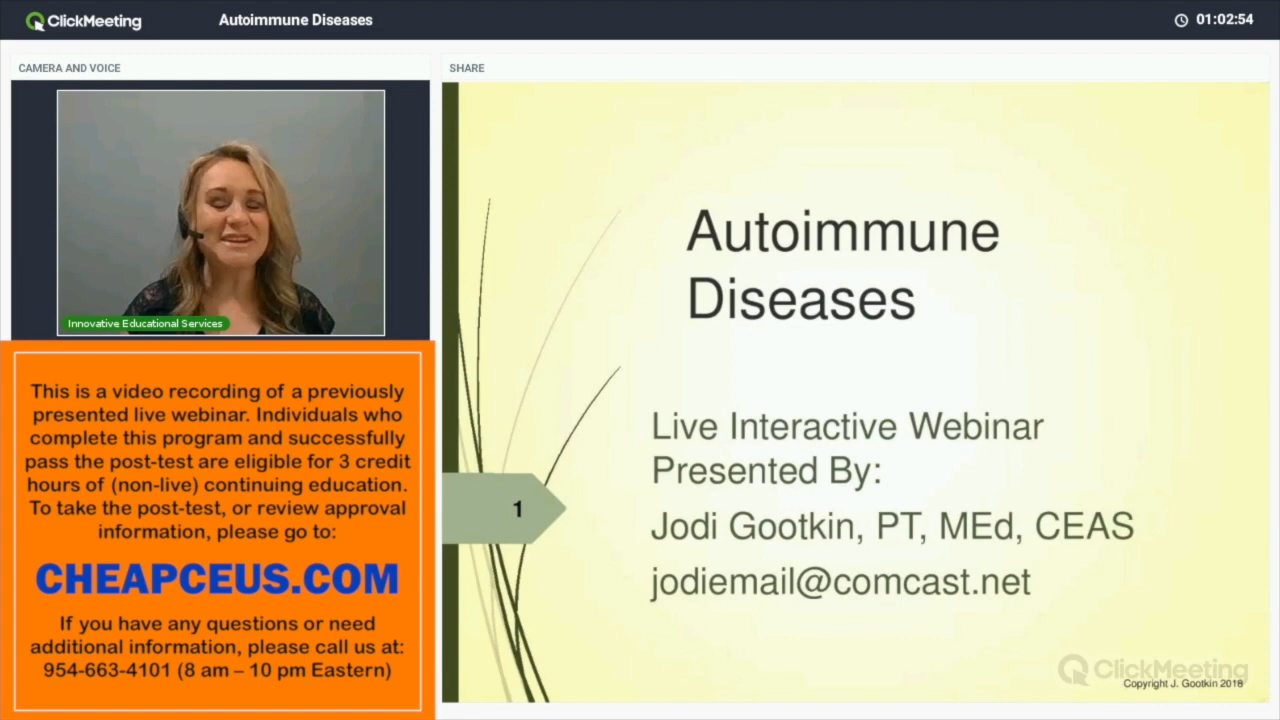 ClickMeeting
Autoimmune Diseases
01:02:54
CAMERA AND VOICE
SHARE
Innovative Educational Services
This is a video recording of a previously
presented live webinar. Individuals who
complete this program and successfully
pass the post-test are eligible for 3 credit
hours of (non-live) continuing education.
To take the post-test, or review approval
information, please go to:
CHEAPCEUS.COM
If you have any questions or need
additional information, please call us at:
954-663-4101 (8 am – 10 pm Eastern)
Autoimmune
Diseases
Live Interactive Webinar
Presented By:
1
Jodi Gootkin, PT, MEd, CEAS
jodiemail@comcast.net
ClickMeeting
Copyright J. Gootkin 2018